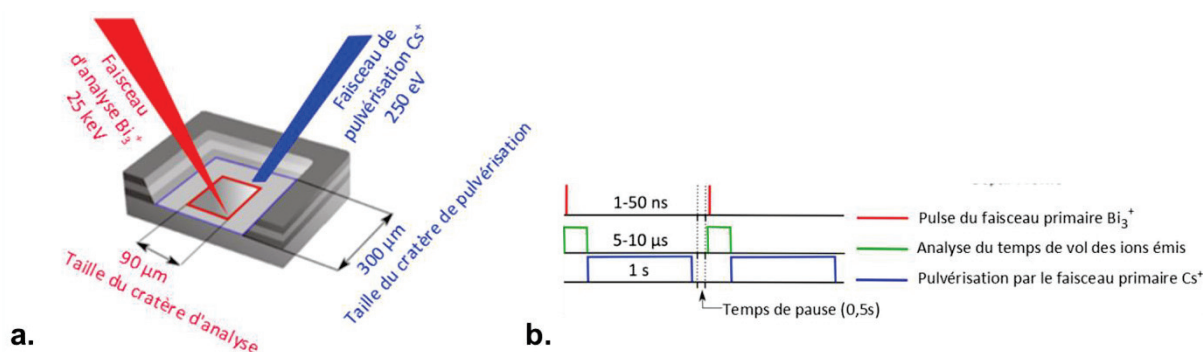 Faisceau
d'analyse Bi₃⁺
25 keV
Faisceau de
pulvérisation Cs⁺
250 eV
90 µm
Taille du cratère d'analyse
300 µm
Taille du cratère de pulvérisation
a.
1-50 ns
5-10 µs
1 s
Temps de pause (0,5s)
Pulse du faisceau primaire Bi₃⁺
Analyse du temps de vol des ions émis
Pulvérisation par le faisceau primaire Cs⁺
b.